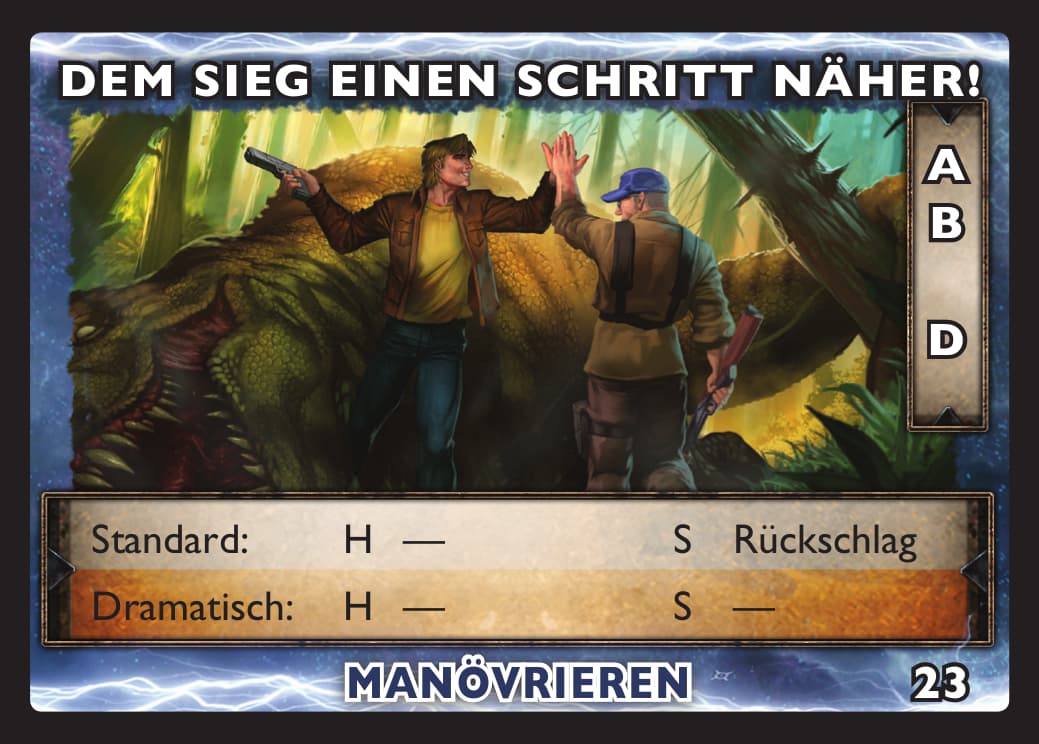 DEM SIEG EINEN SCHRITT NÄHER!
A
B
D
Standard: H — S Rückschlag
Dramatisch: H — S —
MANÖVRIEREN
23